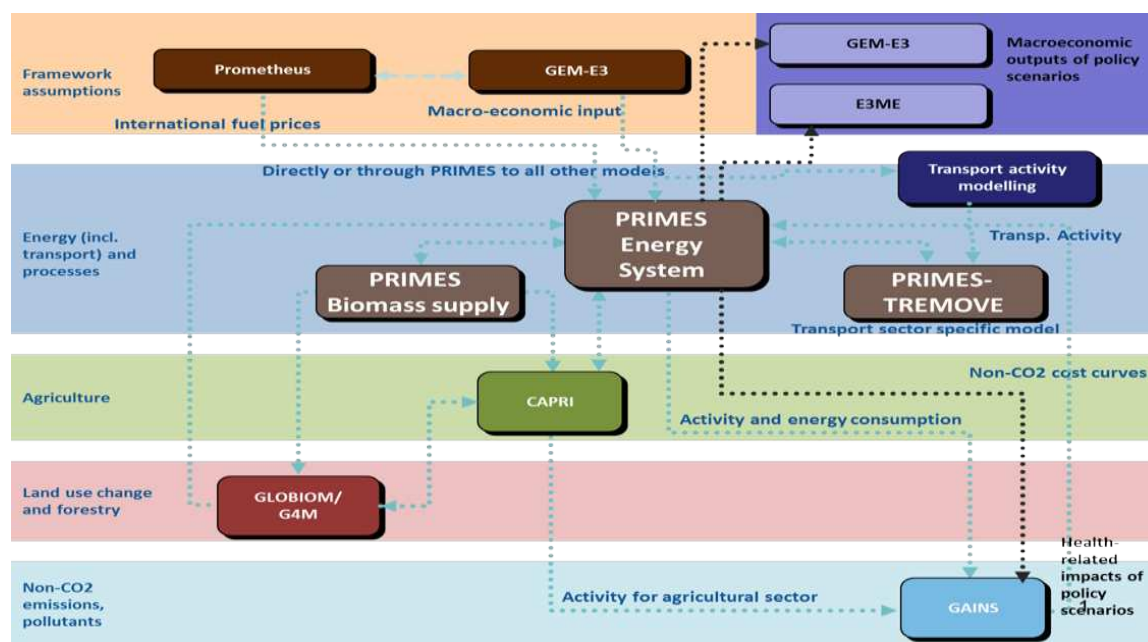 Framework
assumptions
Prometheus
GEM-E3
International fuel prices
Macro-economic input
GEM-E3
E3ME
Macroeconomic
outputs of policy
scenarios
Directly or through PRIMES to all other models
Transport activity
modelling
Energy (incl.
transport) and
processes
PRIMES
Energy
System
Transp. Activity
PRIMES
Biomass supply
PRIMES-
TREMOVE
Transport sector specific model
Agriculture
CAPRI
Non-CO2 cost curves
Activity and energy consumption
Land use change
and forestry
GLOBIOM/
G4M
Non-CO2
emissions,
pollutants
Activity for agricultural sector
GAINS
Health-
related
impacts of
policy
scenarios
1